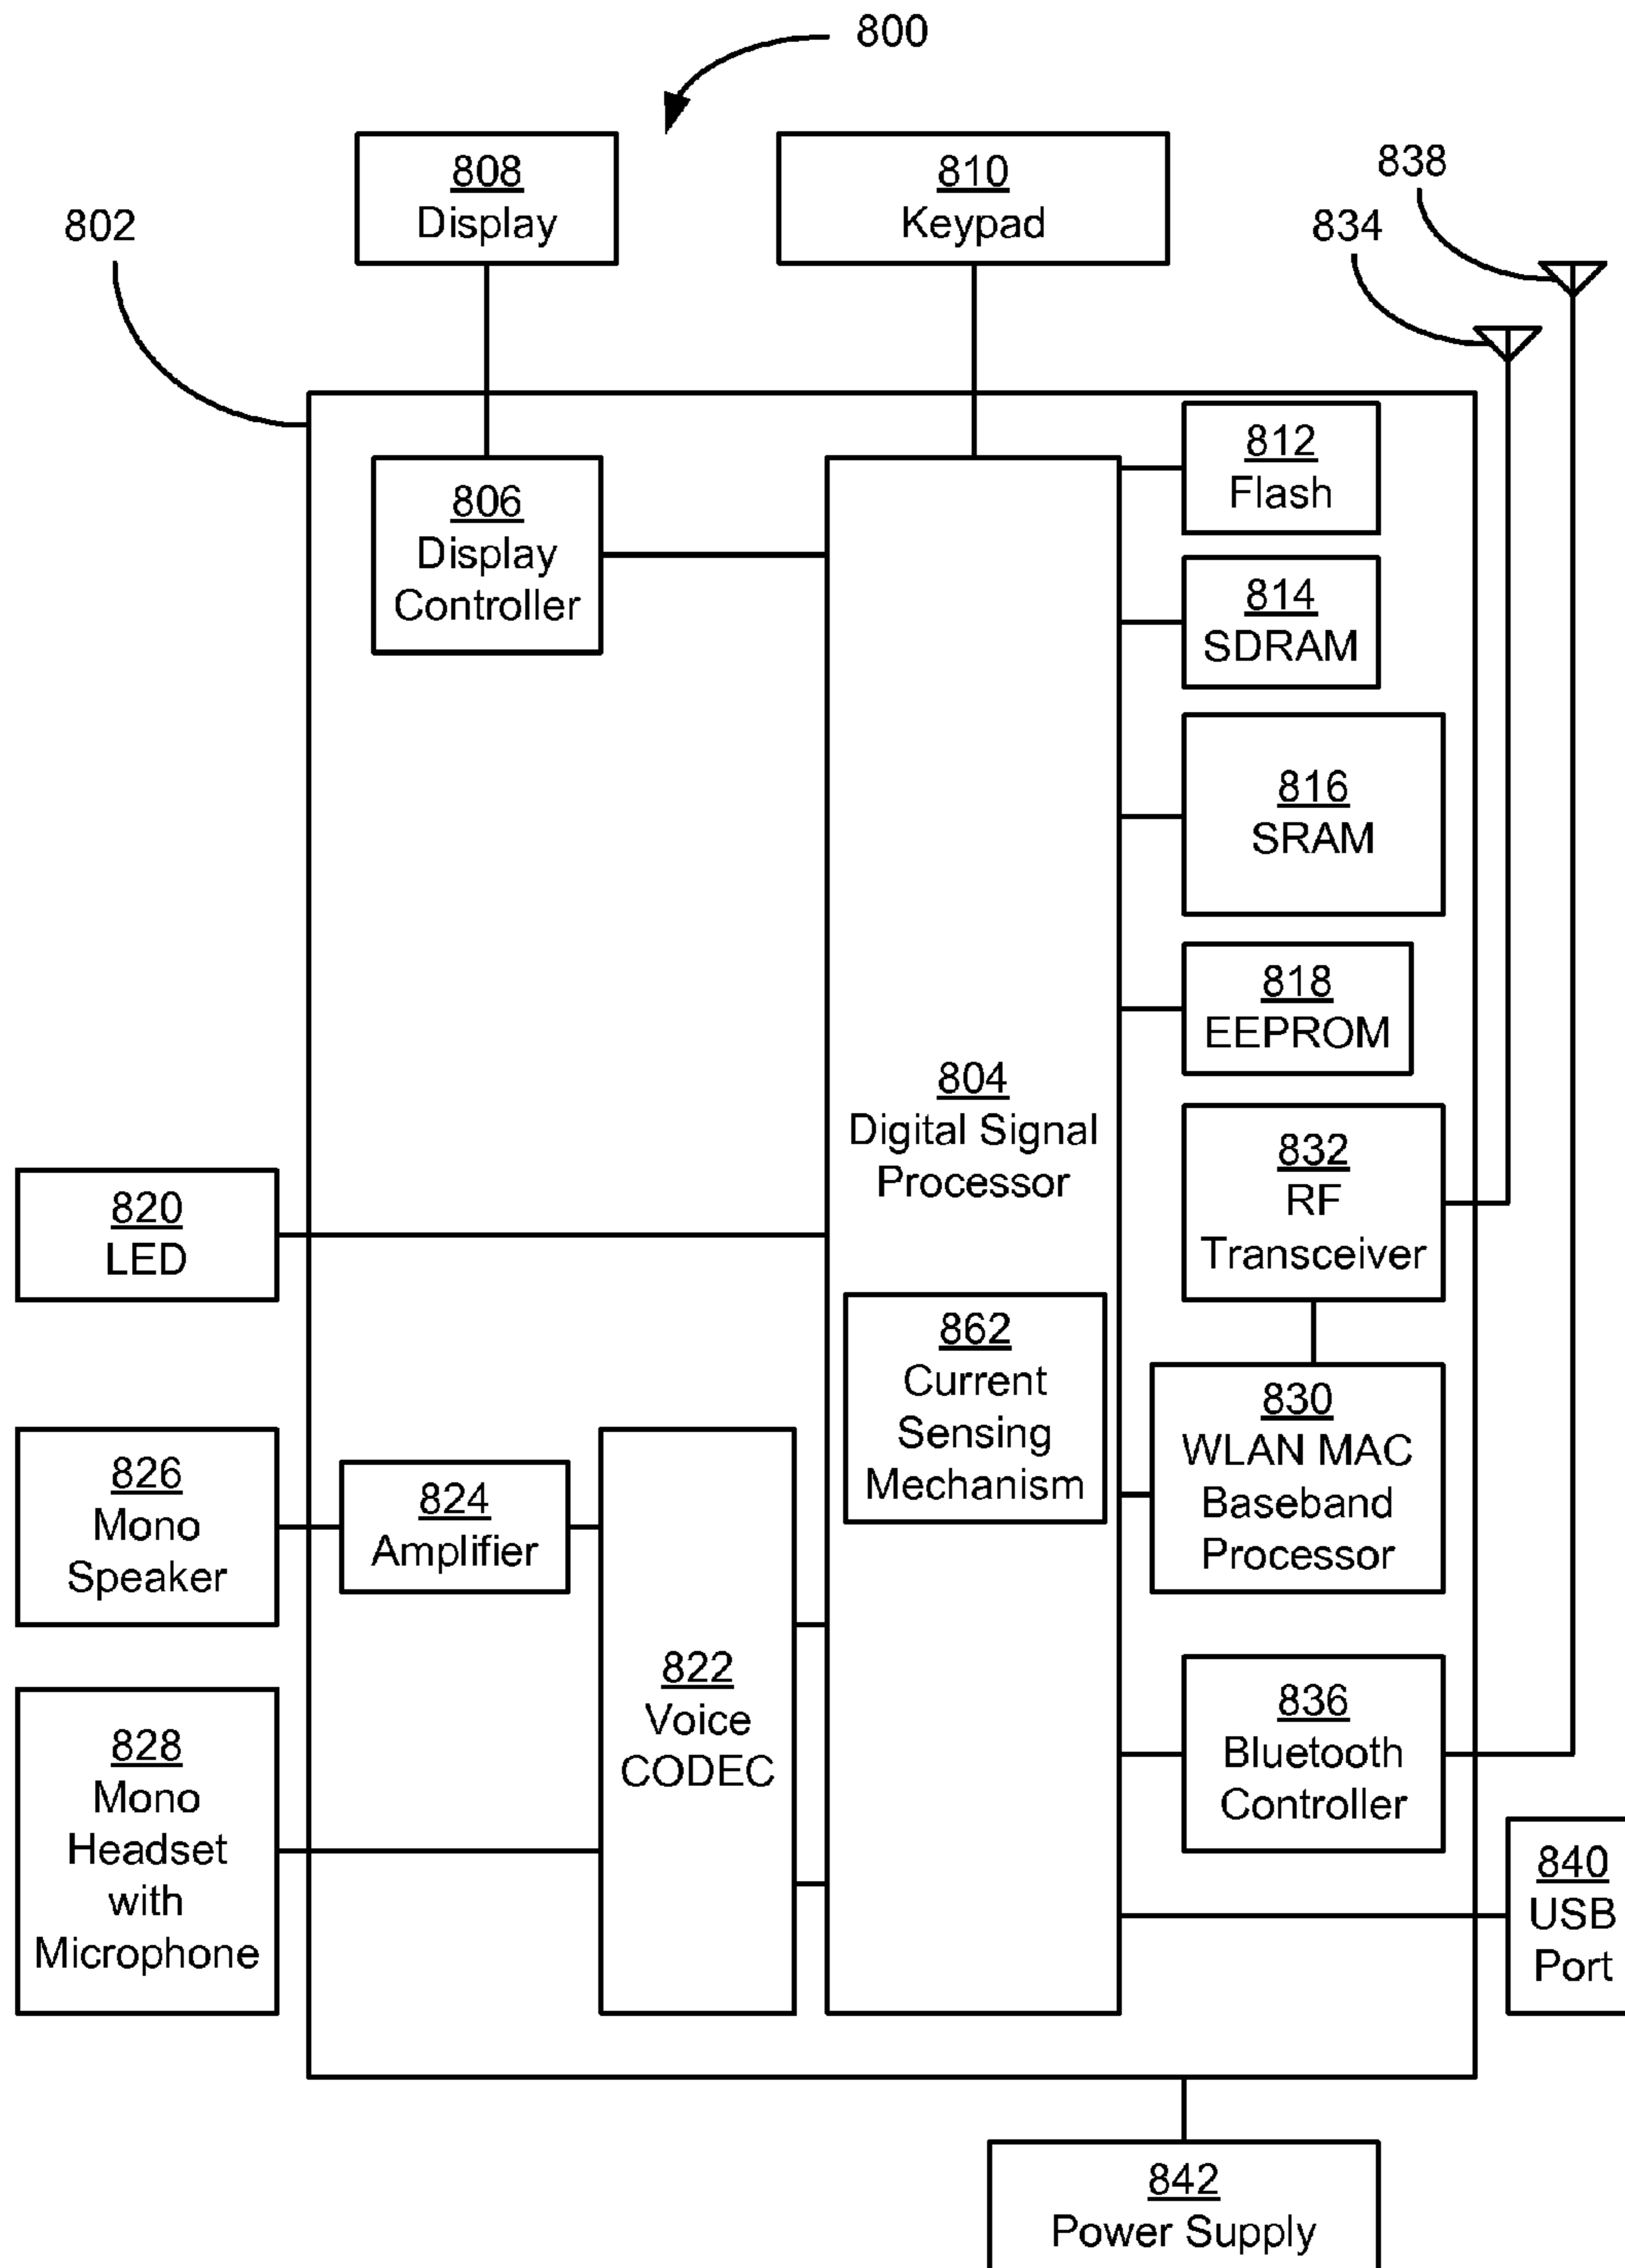 800
808
Display
810
Keypad
838
834
802
806
Display
Controller
812
Flash
814
SDRAM
816
SRAM
818
EEPROM
804
Digital Signal
Processor
832
RF
Transceiver
820
LED
862
Current
Sensing
Mechanism
830
WLAN MAC
Baseband
Processor
826
Mono
Speaker
824
Amplifier
822
Voice
CODEC
828
Mono
Headset
with
Microphone
836
Bluetooth
Controller
840
USB
Port
842
Power Supply